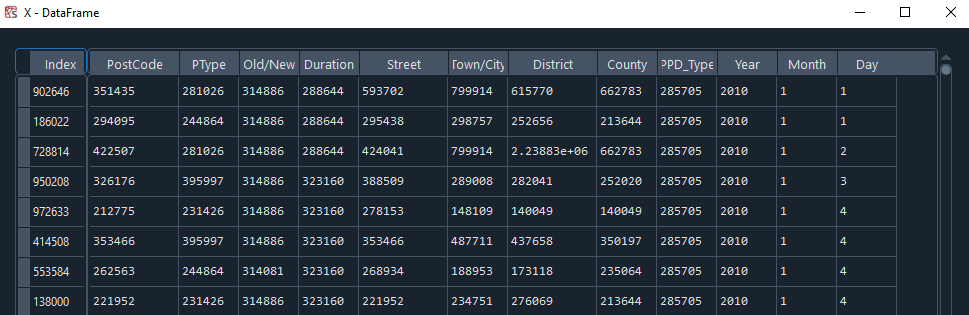 X - DataFrame
Index PostCode PType Old/New Duration Street Town/City District County PPD_Type Year Month Day
902646 351435 281026 314886 288644 593702 799914 615770 662783 285705 2010 1 1
186022 294095 244864 314886 288644 295438 298757 252656 213644 285705 2010 1 1
728814 422507 281026 314886 288644 424041 799914 2.23883e+06 662783 285705 2010 1 2
950208 326176 395997 314886 323160 388509 289008 282041 252020 285705 2010 1 3
972633 212775 231426 314886 323160 278153 148109 140049 140049 285705 2010 1 4
414508 353466 395997 314886 323160 353466 487711 437658 350197 285705 2010 1 4
553584 262563 244864 314081 323160 268934 188953 173118 235064 285705 2010 1 4
138000 221952 231426 314886 323160 221952 234751 276069 213644 285705 2010 1 4